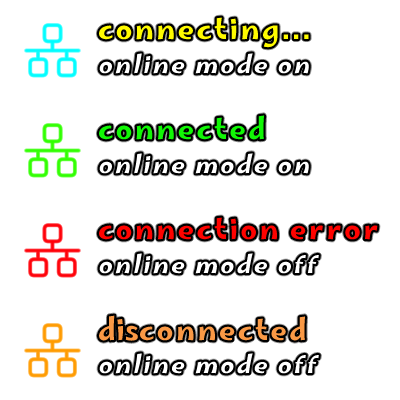 connecting...
online mode on
connected
online mode on
connection error
online mode off
disconnected
online mode off